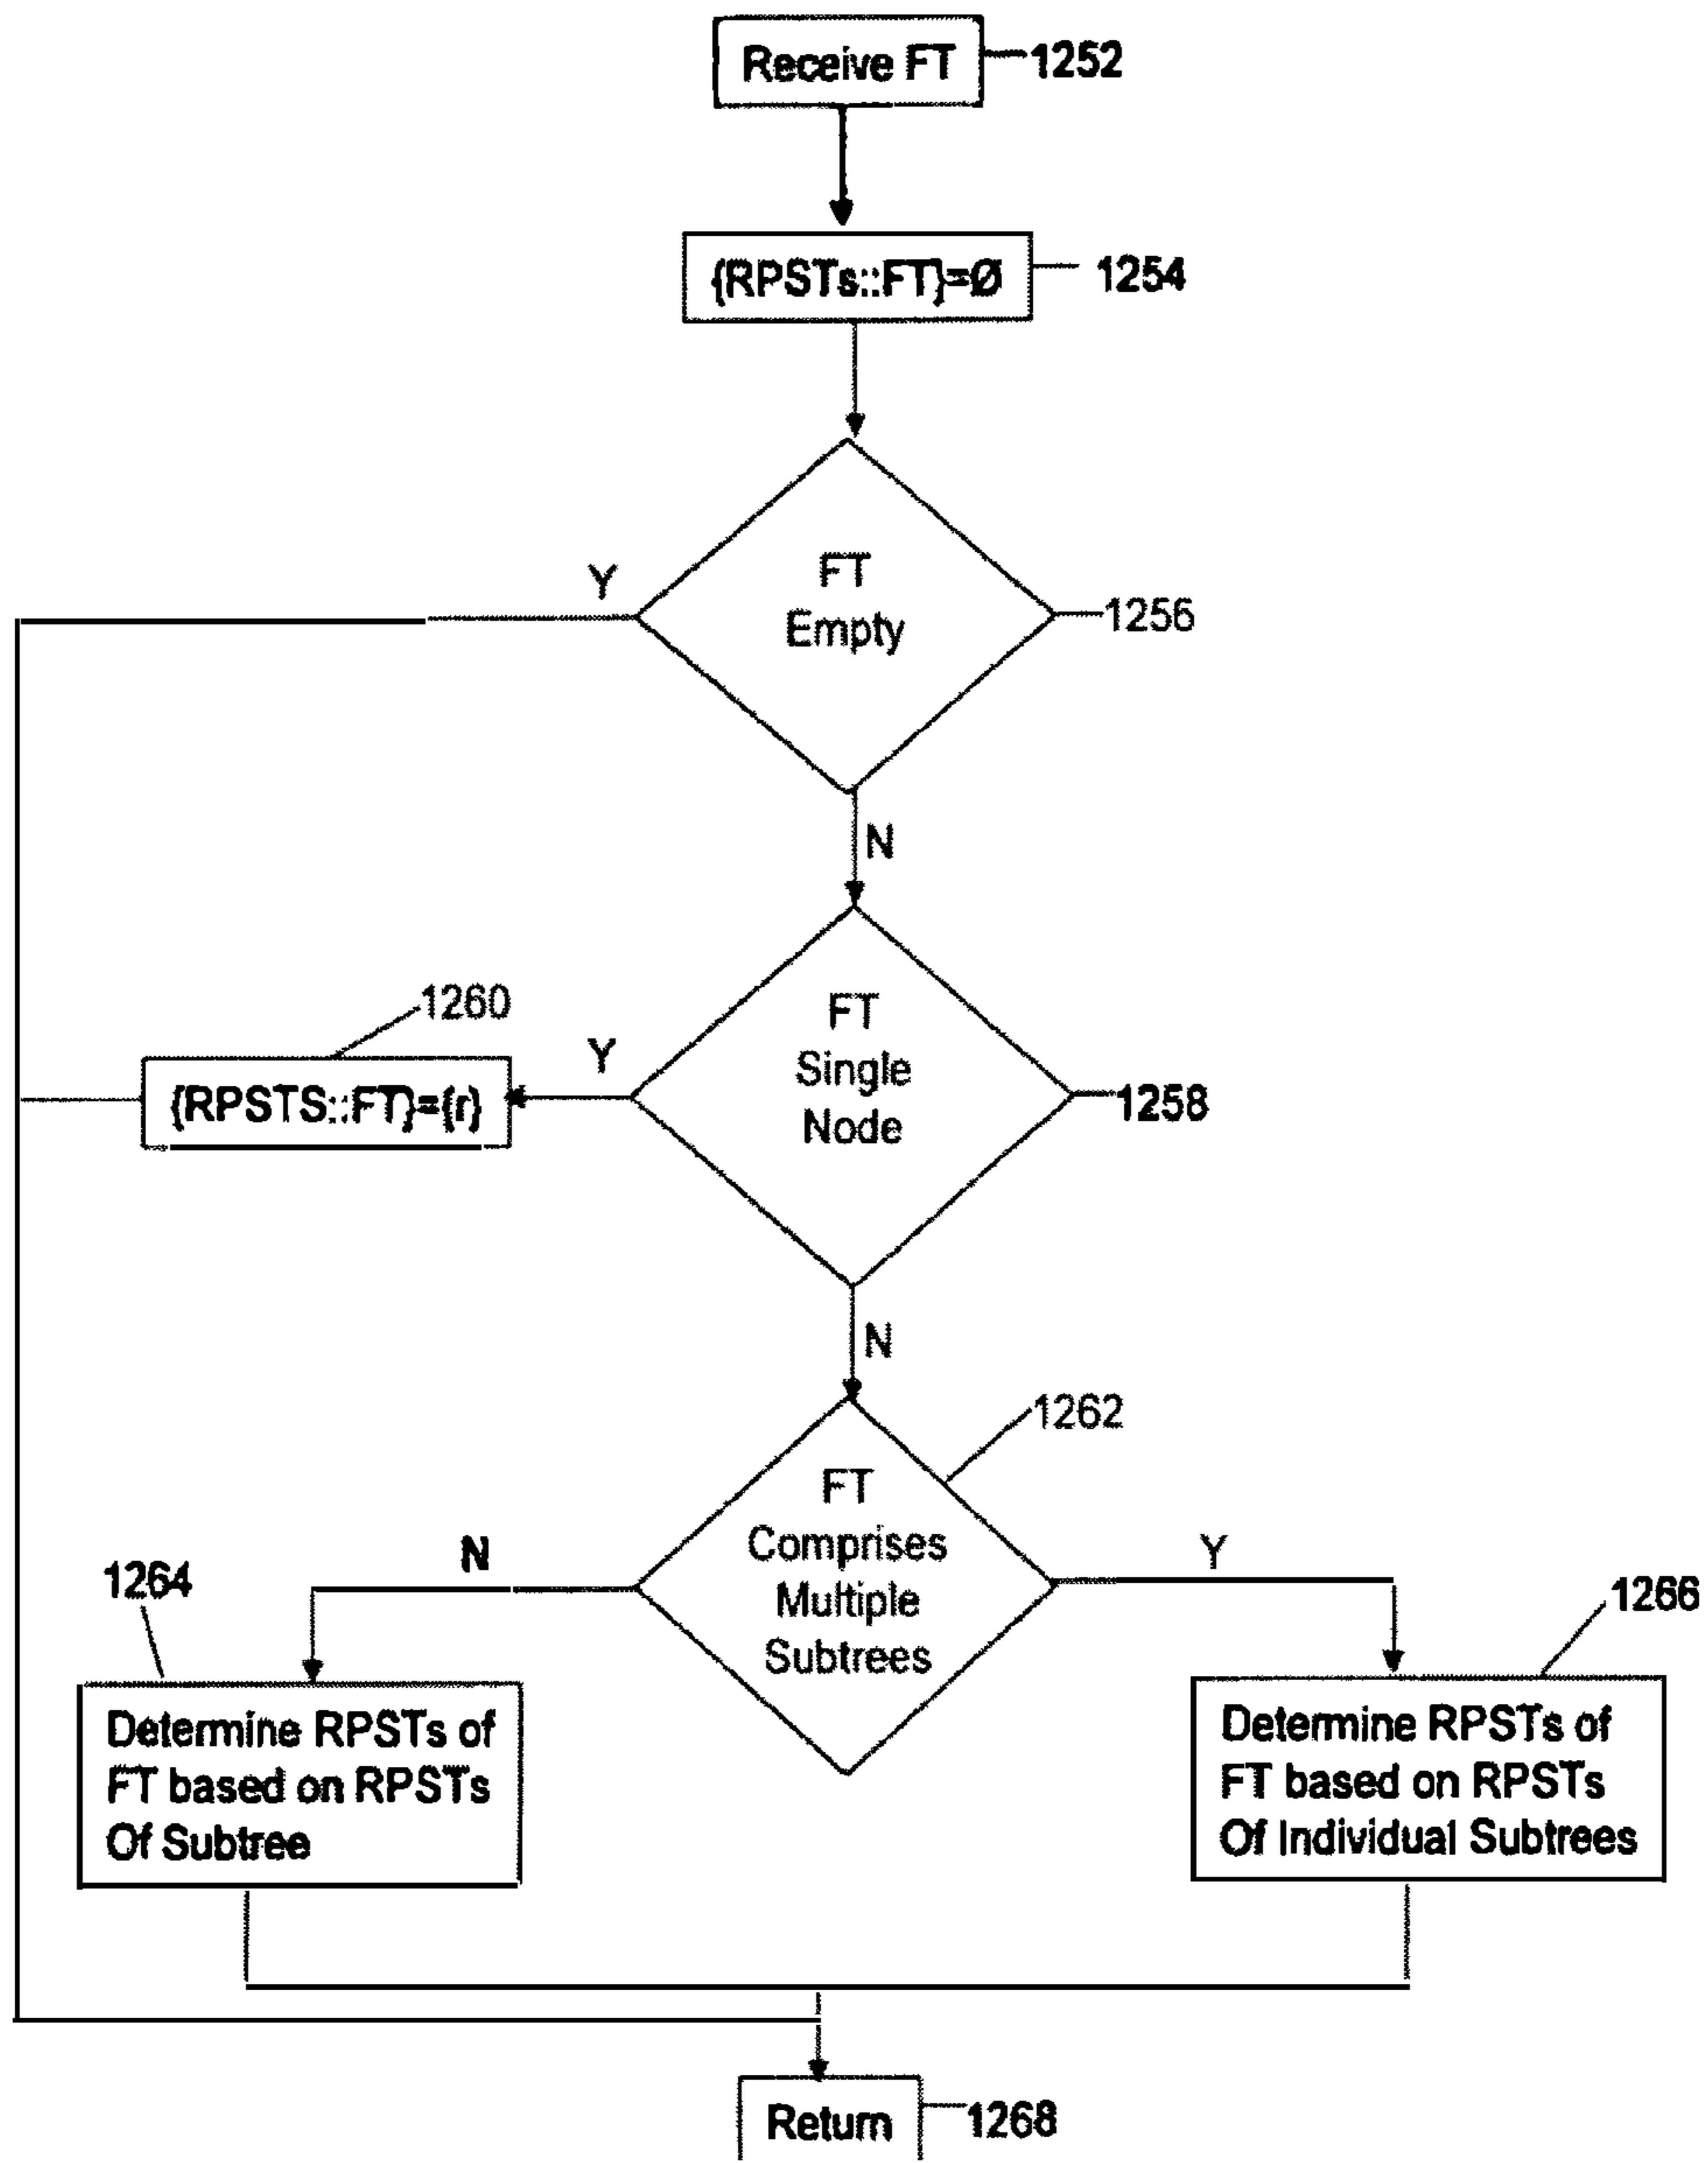 Receive FT
1252
{RPSTs::FT}=Ø
1254
FT
Empty
Y
1256
N
FT
Single
Node
1258
Y
1260
{RPSTS::FT}={r}
N
1262
FT
Comprises
Multiple
Subtrees
N
Y
1264
1266
Determine RPSTs of
FT based on RPSTs
Of Subtree
Determine RPSTs of
FT based on RPSTs
Of Individual Subtrees
Return
1268